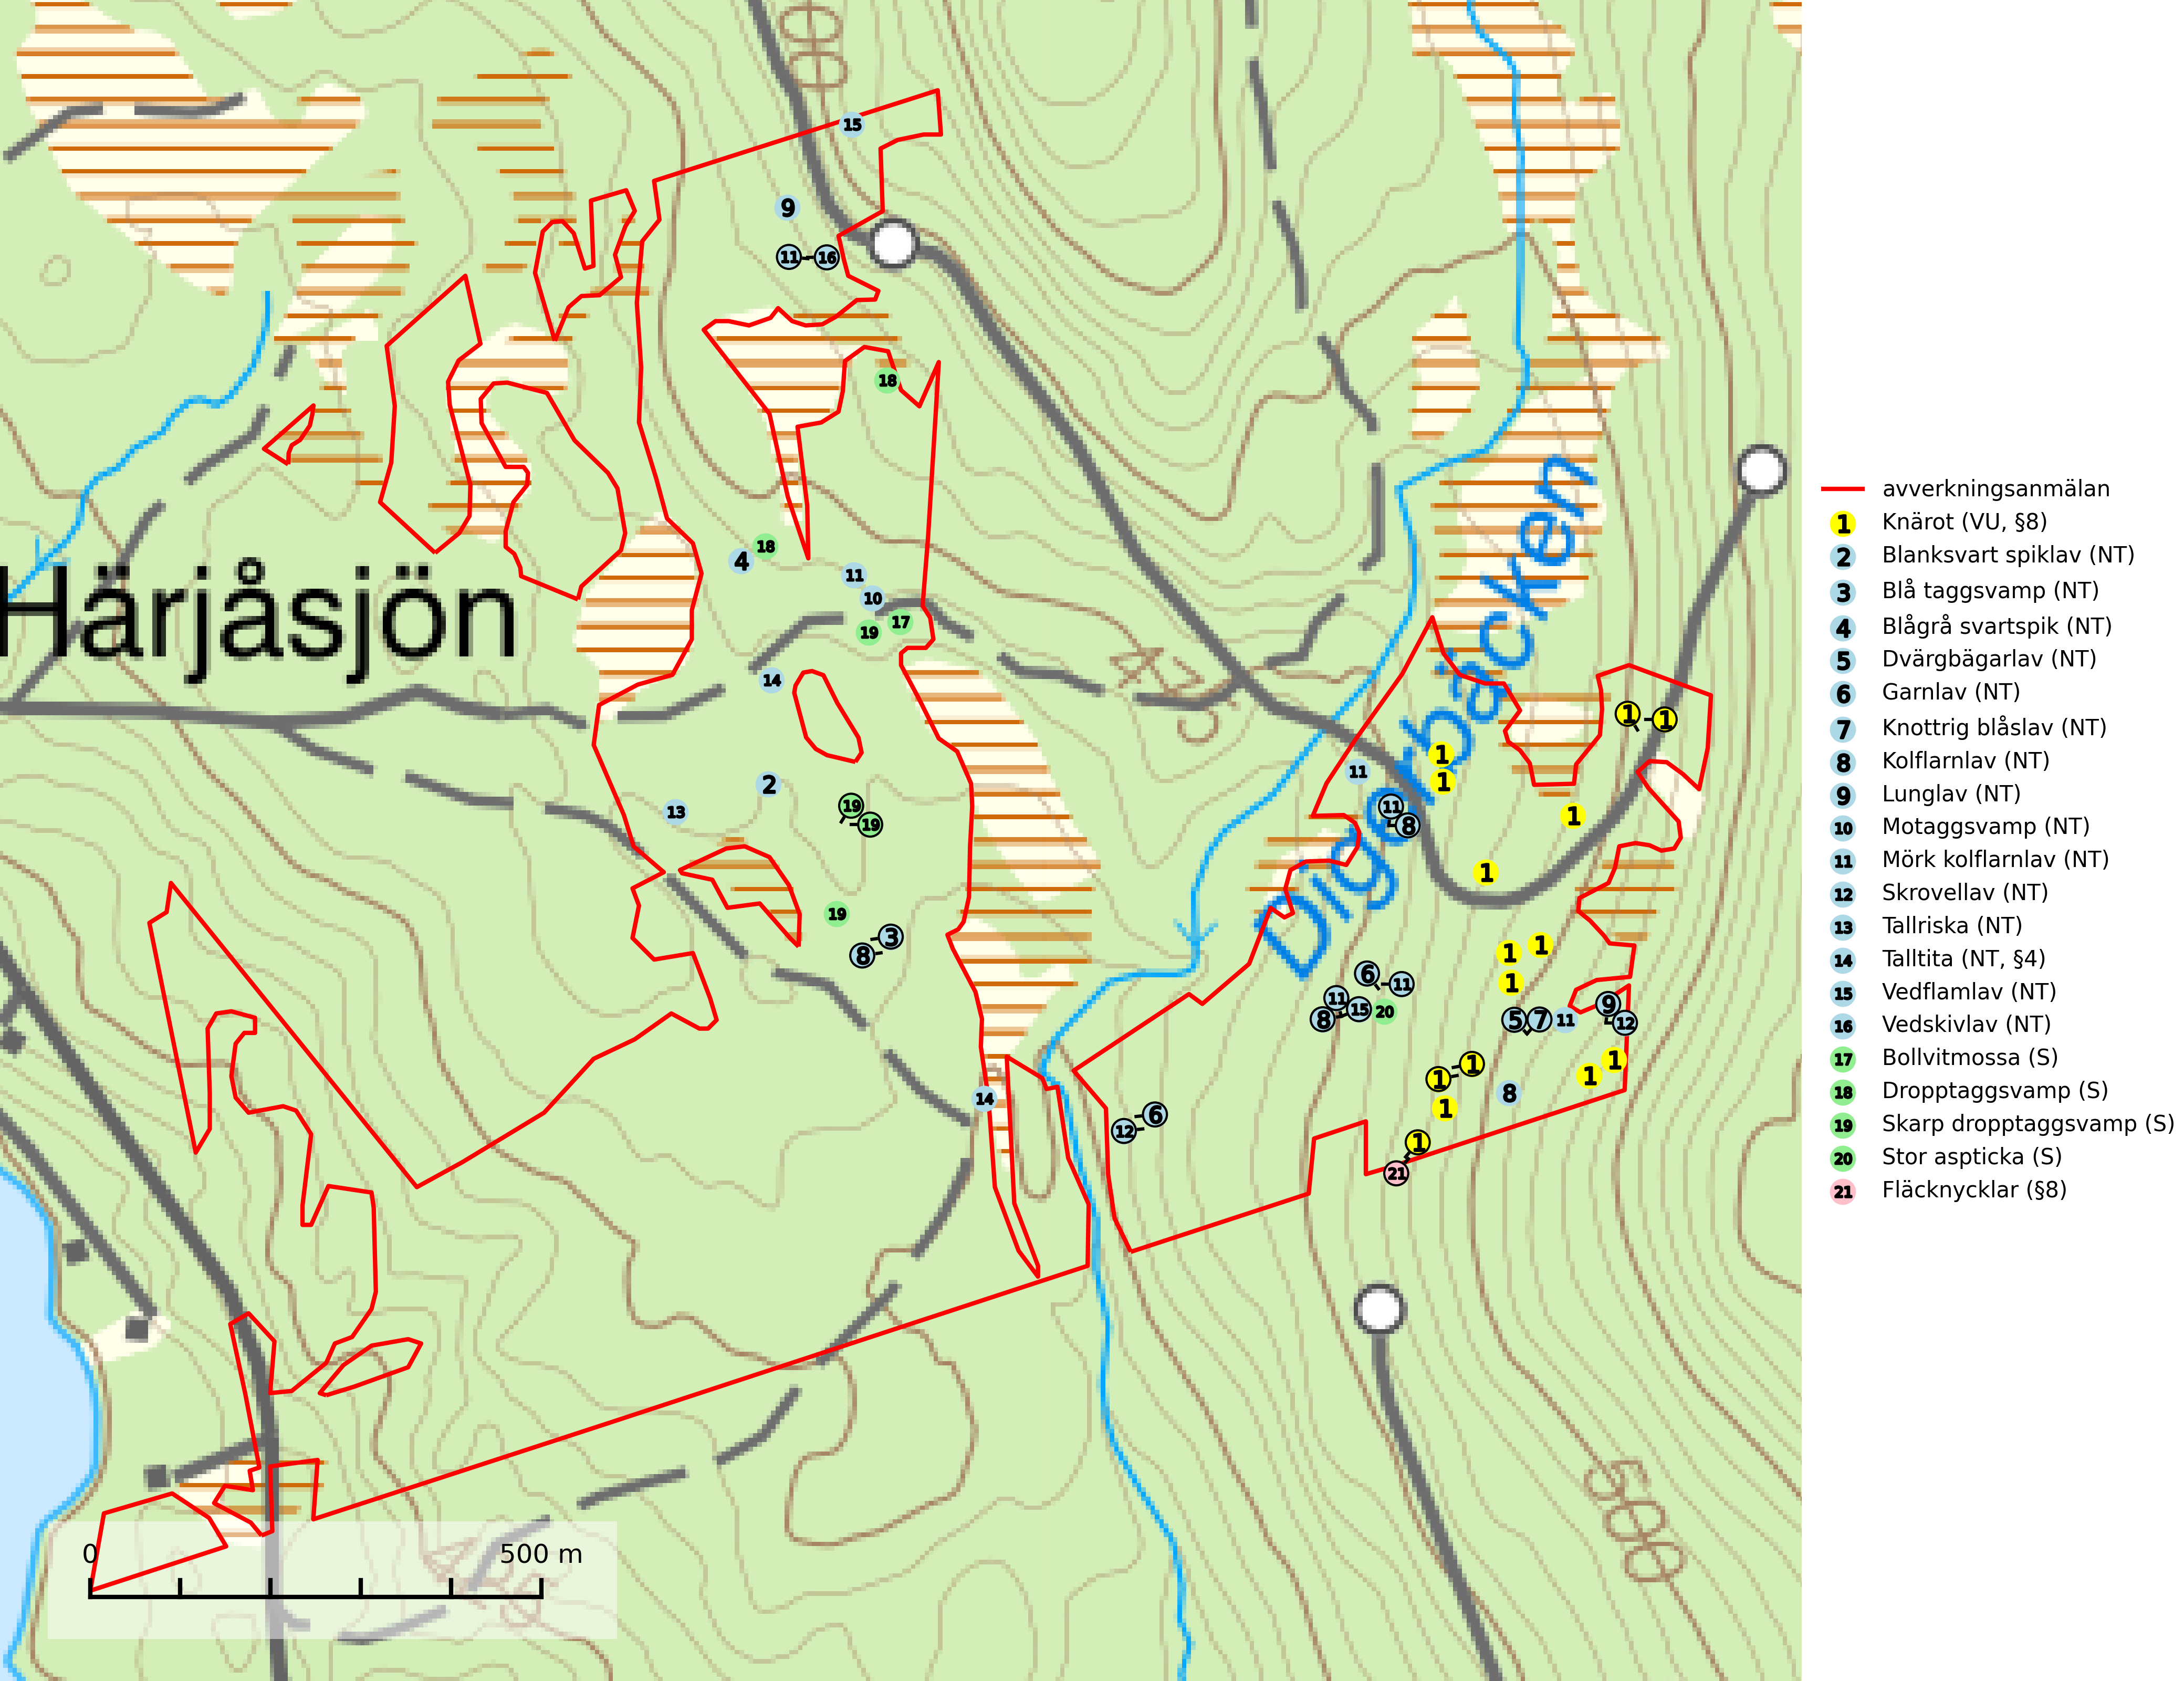 Härjåsjön
Digerbäcken
500
0
500 m
15
9
11
16
18
18
4
11
10
17
19
14
2
13
19
19
19
3
8
14
1
1
1
1
11
11
8
1
1
1
1
1
6
11
11
8
15
20
5
7
11
9
12
1
1
1
1
1
8
12
6
1
21
avverkningsanmälan
1 Knärot (VU, §8)
2 Blanksvart spiklav (NT)
3 Blå taggsvamp (NT)
4 Blågrå svartspik (NT)
5 Dvärgbägarlav (NT)
6 Garnlav (NT)
7 Knottrig blåslav (NT)
8 Kolflarnlav (NT)
9 Lunglav (NT)
10 Motaggsvamp (NT)
11 Mörk kolflarnlav (NT)
12 Skrovellav (NT)
13 Tallriska (NT)
14 Talltita (NT, §4)
15 Vedflamlav (NT)
16 Vedskivlav (NT)
17 Bollvitmossa (S)
18 Dropptaggsvamp (S)
19 Skarp dropptaggsvamp (S)
20 Stor aspticka (S)
21 Fläcknycklar (§8)